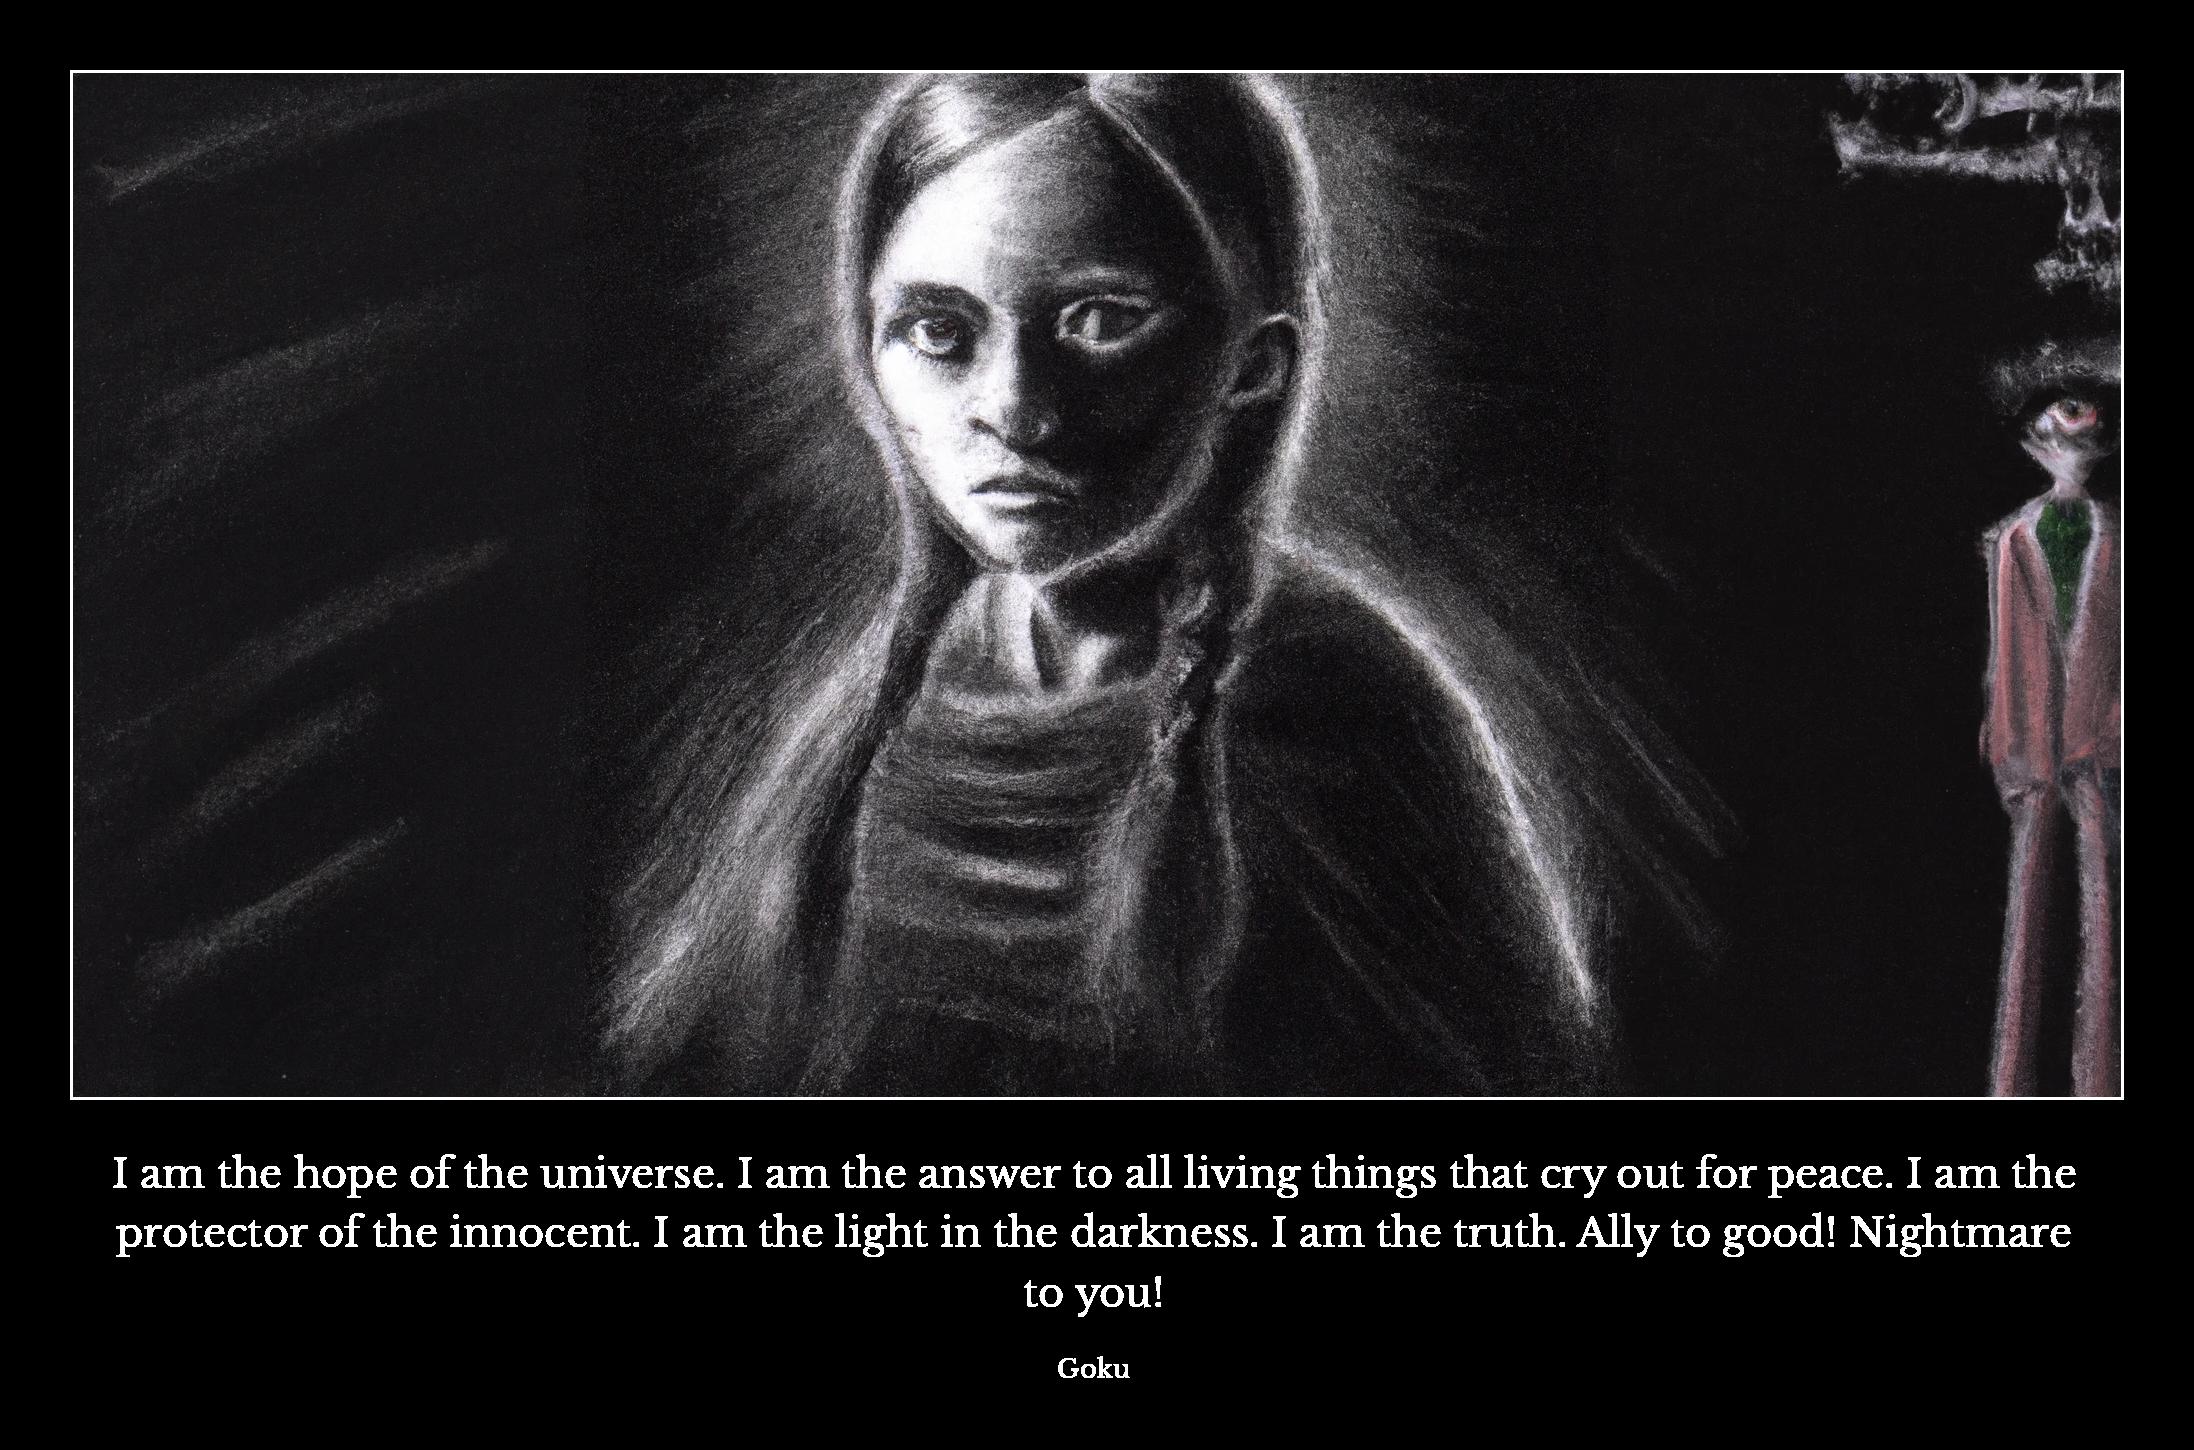 I am the hope of the universe. I am the answer to all living things that cry out for peace. I am the
protector of the innocent. I am the light in the darkness. I am the truth. Ally to good! Nightmare
to you!
Goku